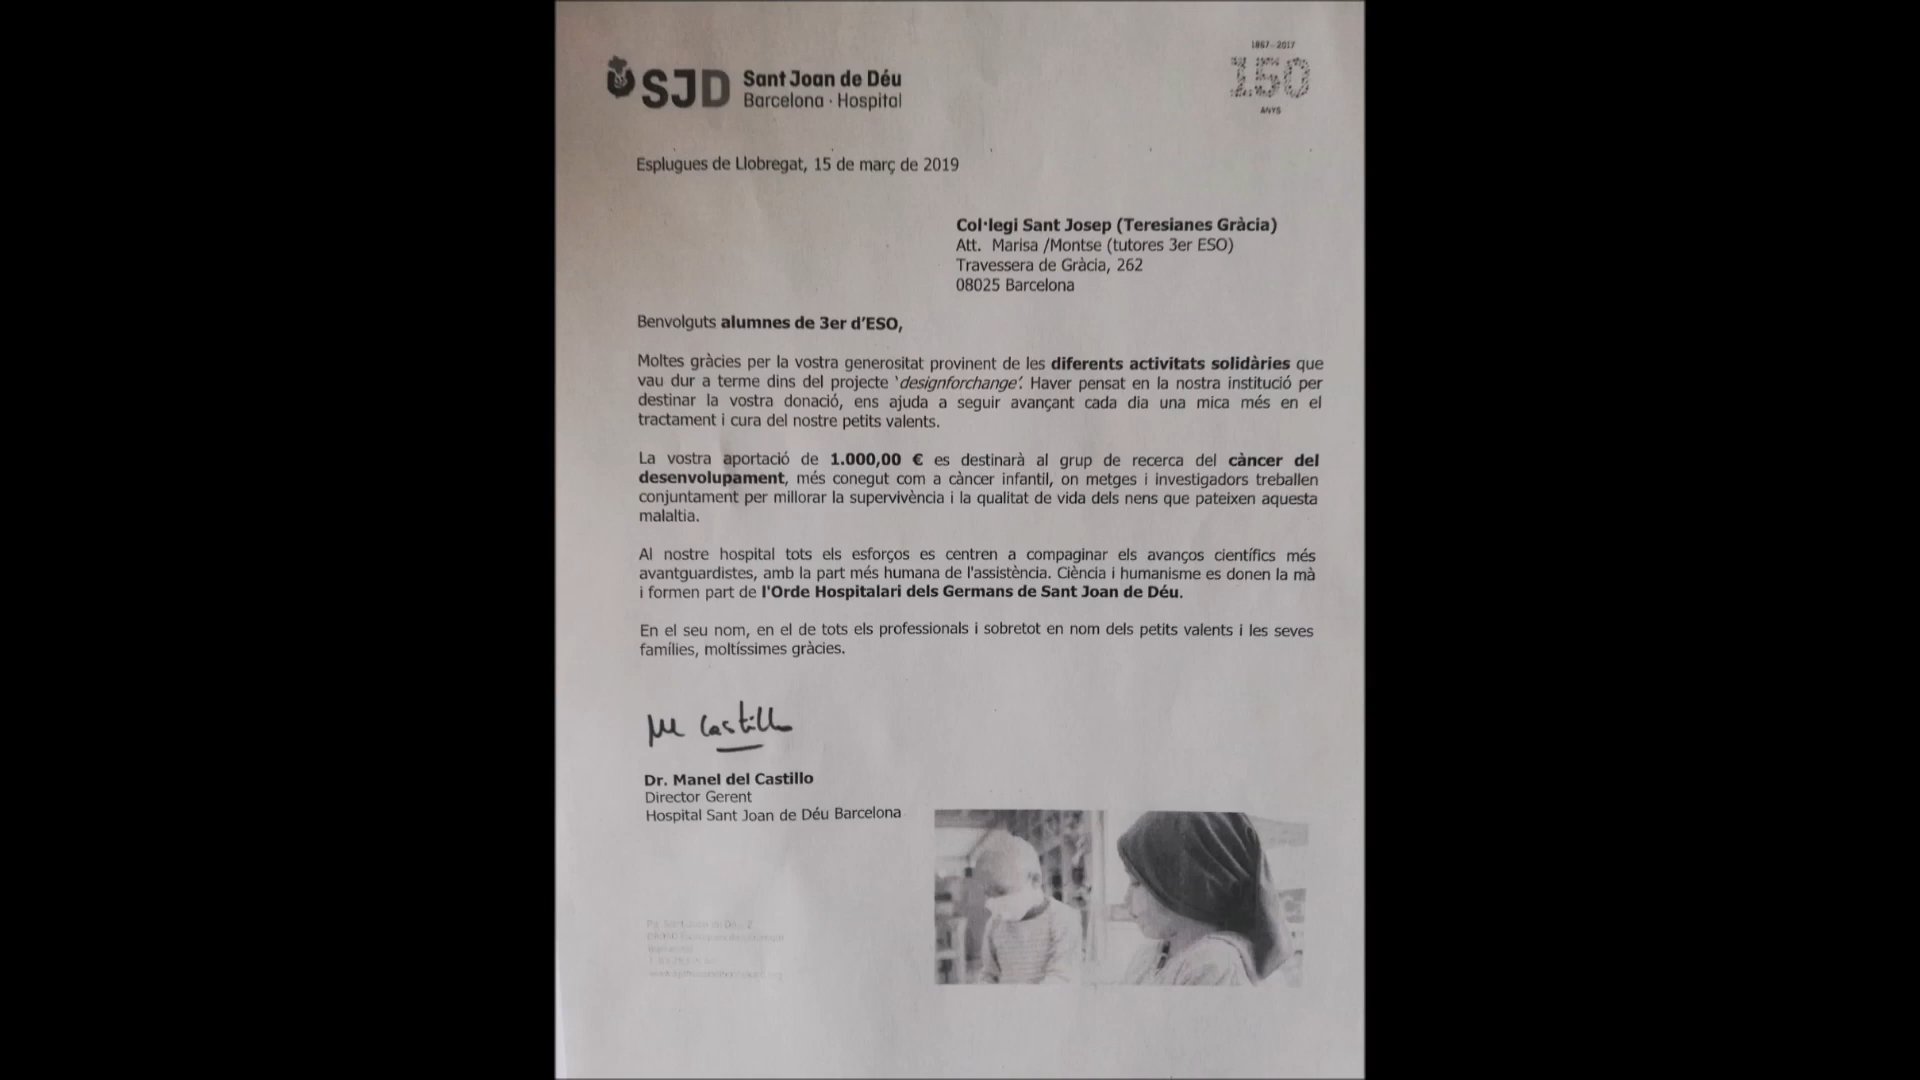 SJD Sant Joan de Déu
Barcelona · Hospital
1867-2017
150
ANYS
Esplugues de Llobregat, 15 de març de 2019
Col·legi Sant Josep (Teresianes Gràcia)
Att. Marisa /Montse (tutores 3er ESO)
Travessera de Gràcia, 262
08025 Barcelona
Benvolguts alumnes de 3er d'ESO,
Moltes gràcies per la vostra generositat provinent de les diferents activitats solidàries que
vau dur a terme dins del projecte 'designforchange'. Haver pensat en la nostra institució per
destinar la vostra donació, ens ajuda a seguir avançant cada dia una mica més en el
tractament i cura del nostre petits valents.
La vostra aportació de 1.000,00 € es destinarà al grup de recerca del càncer del
desenvolupament, més conegut com a càncer infantil, on metges i investigadors treballen
conjuntament per millorar la supervivència i la qualitat de vida dels nens que pateixen aquesta
malaltia.
Al nostre hospital tots els esforços es centren a compaginar els avanços científics més
avantguardistes, amb la part més humana de l'assistència. Ciència i humanisme es donen la mà
i formen part de l'Orde Hospitalari dels Germans de Sant Joan de Déu.
En el seu nom, en el de tots els professionals i sobretot en nom dels petits valents i les seves
famílies, moltíssimes gràcies.
M Castillo
Dr. Manel del Castillo
Director Gerent
Hospital Sant Joan de Déu Barcelona